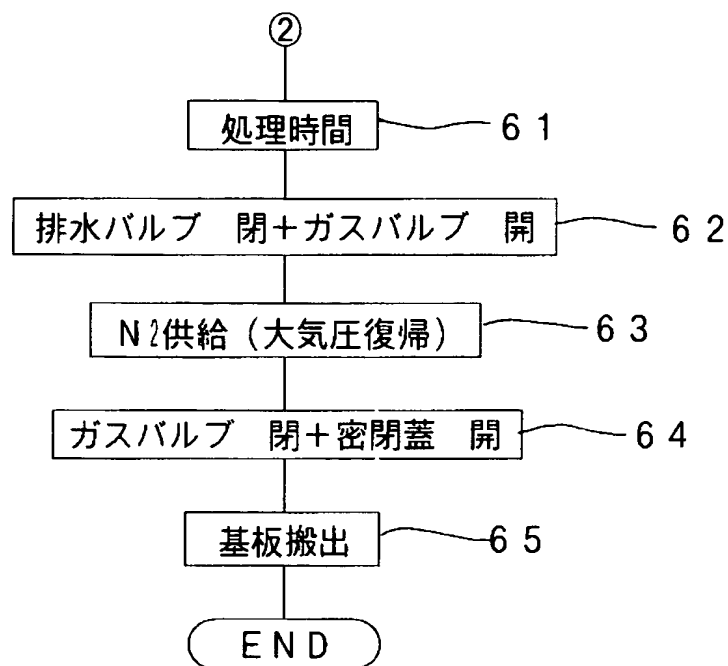 ②
処理時間 61
排水バルブ 閉+ガスバルブ 開 62
N2供給(大気圧復帰) 63
ガスバルブ 閉+密閉蓋 開 64
基板搬出 65
END